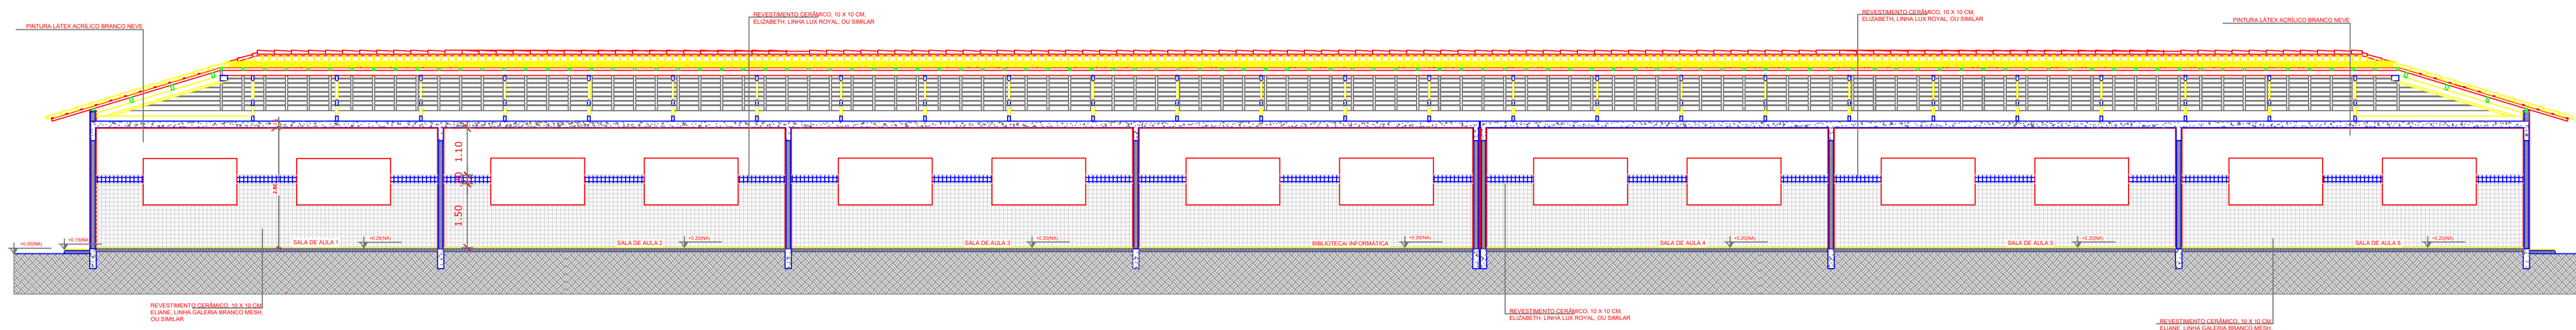 PINTURA LÁTEX ACRÍLICO BRANCO NEVE
REVESTIMENTO CERÂMICO, 10 X 10 CM,
ELIZABETH, LINHA LUX ROYAL, OU SIMILAR
REVESTIMENTO CERÂMICO, 10 X 10 CM,
ELIZABETH, LINHA LUX ROYAL, OU SIMILAR
PINTURA LÁTEX ACRÍLICO BRANCO NEVE
1.10
2.80
1.50
+0.05(NA)
+0.15(NA)
SALA DE AULA 1
+0.20(NA)
SALA DE AULA 2
+0.20(NA)
SALA DE AULA 3
+0.20(NA)
BIBLIOTECA/ INFORMÁTICA
+0.20(NA)
SALA DE AULA 4
+0.20(NA)
SALA DE AULA 5
+0.20(NA)
SALA DE AULA 6
+0.20(NA)
REVESTIMENTO CERÂMICO, 10 X 10 CM,
ELIANE, LINHA GALERIA BRANCO MESH,
OU SIMILAR
REVESTIMENTO CERÂMICO, 10 X 10 CM,
ELIZABETH, LINHA LUX ROYAL, OU SIMILAR
REVESTIMENTO CERÂMICO, 10 X 10 CM,
ELIANE, LINHA GALERIA BRANCO MESH,